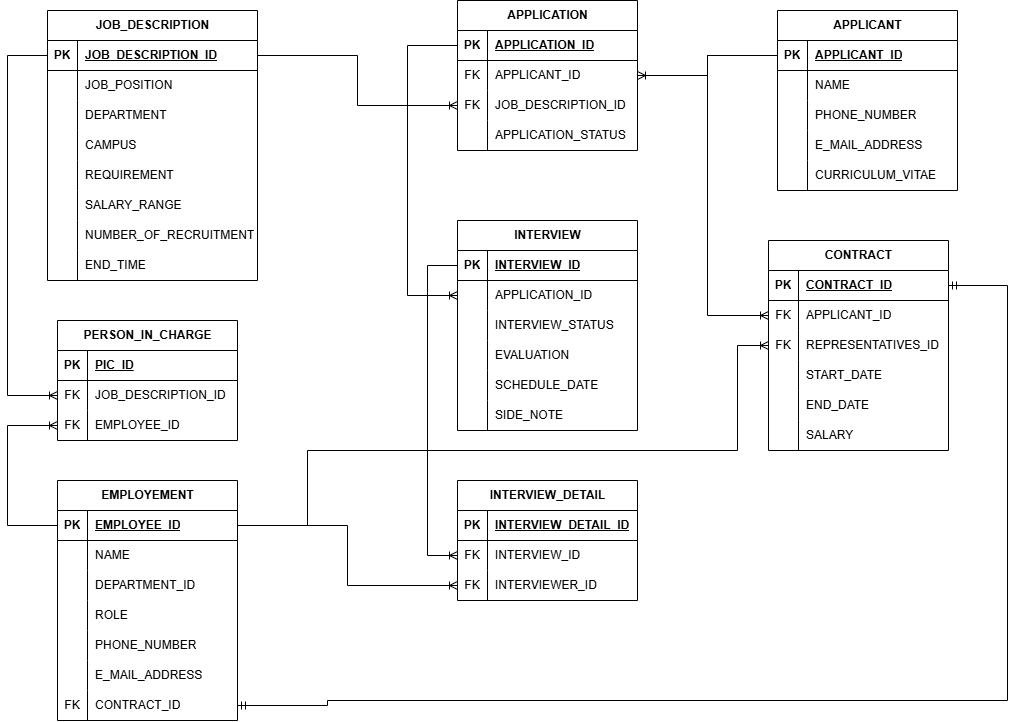 JOB_DESCRIPTION
PK JOB_DESCRIPTION_ID
JOB_POSITION
DEPARTMENT
CAMPUS
REQUIREMENT
SALARY_RANGE
NUMBER_OF_RECRUITMENT
END_TIME
APPLICATION
PK APPLICATION_ID
FK APPLICANT_ID
FK JOB_DESCRIPTION_ID
APPLICATION_STATUS
APPLICANT
PK APPLICANT_ID
NAME
PHONE_NUMBER
E_MAIL_ADDRESS
CURRICULUM_VITAE
INTERVIEW
PK INTERVIEW_ID
APPLICATION_ID
INTERVIEW_STATUS
EVALUATION
SCHEDULE_DATE
SIDE_NOTE
CONTRACT
PK CONTRACT_ID
FK APPLICANT_ID
FK REPRESENTATIVES_ID
START_DATE
END_DATE
SALARY
PERSON_IN_CHARGE
PK PIC_ID
FK JOB_DESCRIPTION_ID
FK EMPLOYEE_ID
EMPLOYEMENT
PK EMPLOYEE_ID
NAME
DEPARTMENT_ID
ROLE
PHONE_NUMBER
E_MAIL_ADDRESS
FK CONTRACT_ID
INTERVIEW_DETAIL
PK INTERVIEW_DETAIL_ID
FK INTERVIEW_ID
FK INTERVIEWER_ID